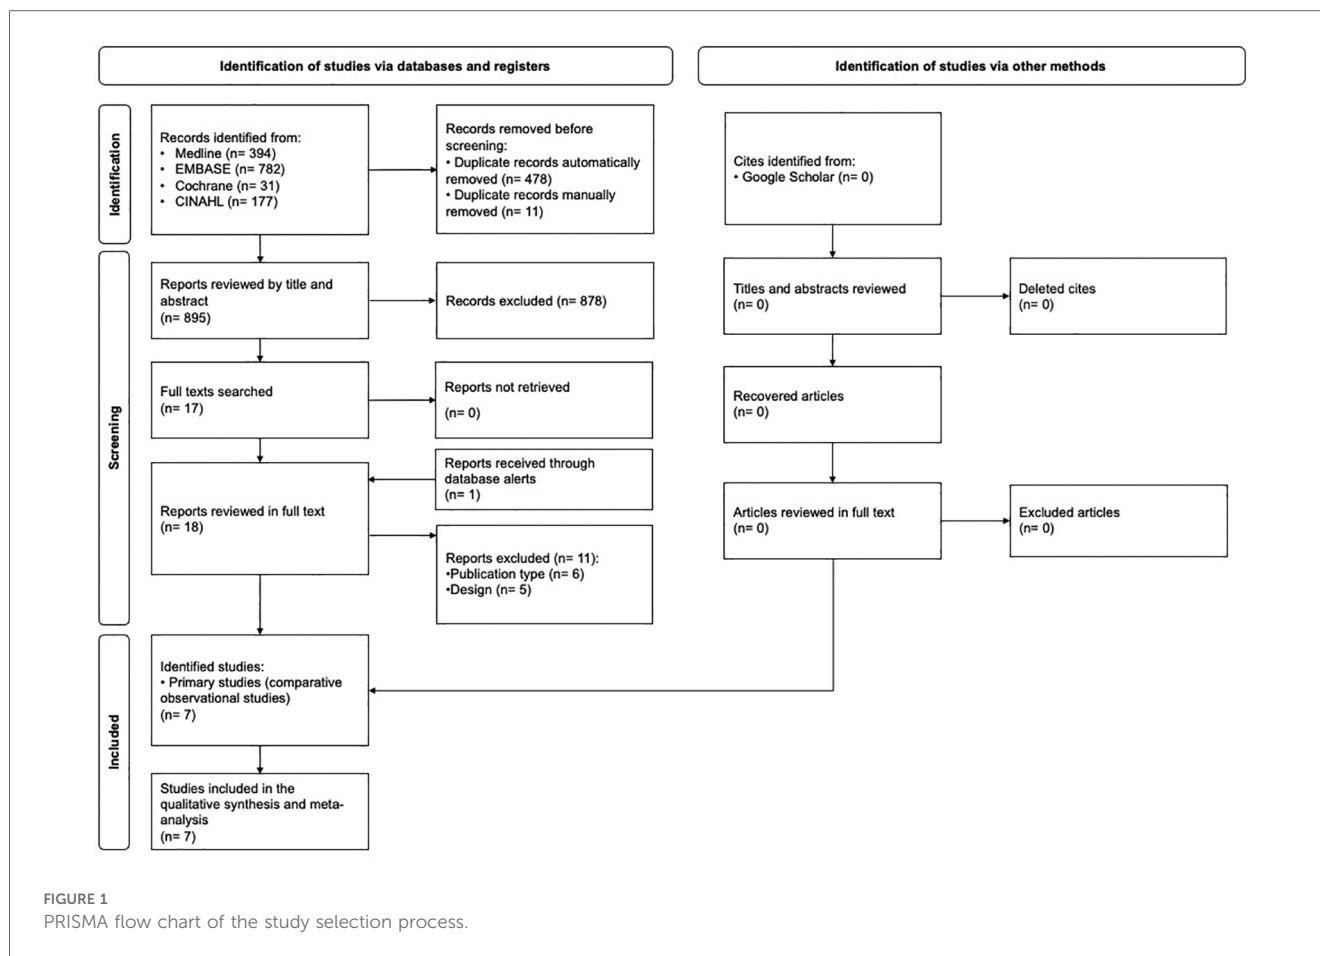 Identification of studies via databases and registers
Identification of studies via other methods
Identification
Records identified from:
• Medline (n= 394)
• EMBASE (n= 782)
• Cochrane (n= 31)
• CINAHL (n= 177)
Records removed before
screening:
• Duplicate records automatically
removed (n= 478)
• Duplicate records manually
removed (n= 11)
Cites identified from:
• Google Scholar (n= 0)
Screening
Reports reviewed by title and
abstract
(n= 895)
Records excluded (n= 878)
Titles and abstracts reviewed
(n= 0)
Deleted cites
(n= 0)
Full texts searched
(n= 17)
Reports not retrieved
(n= 0)
Recovered articles
(n= 0)
Reports received through
database alerts
(n= 1)
Reports reviewed in full text
(n= 18)
Articles reviewed in full text
(n= 0)
Excluded articles
(n= 0)
Reports excluded (n= 11):
•Publication type (n= 6)
•Design (n= 5)
Included
Identified studies:
• Primary studies (comparative
observational studies)
(n= 7)
Studies included in the
qualitative synthesis and meta-
analysis
(n= 7)
FIGURE 1
PRISMA flow chart of the study selection process.